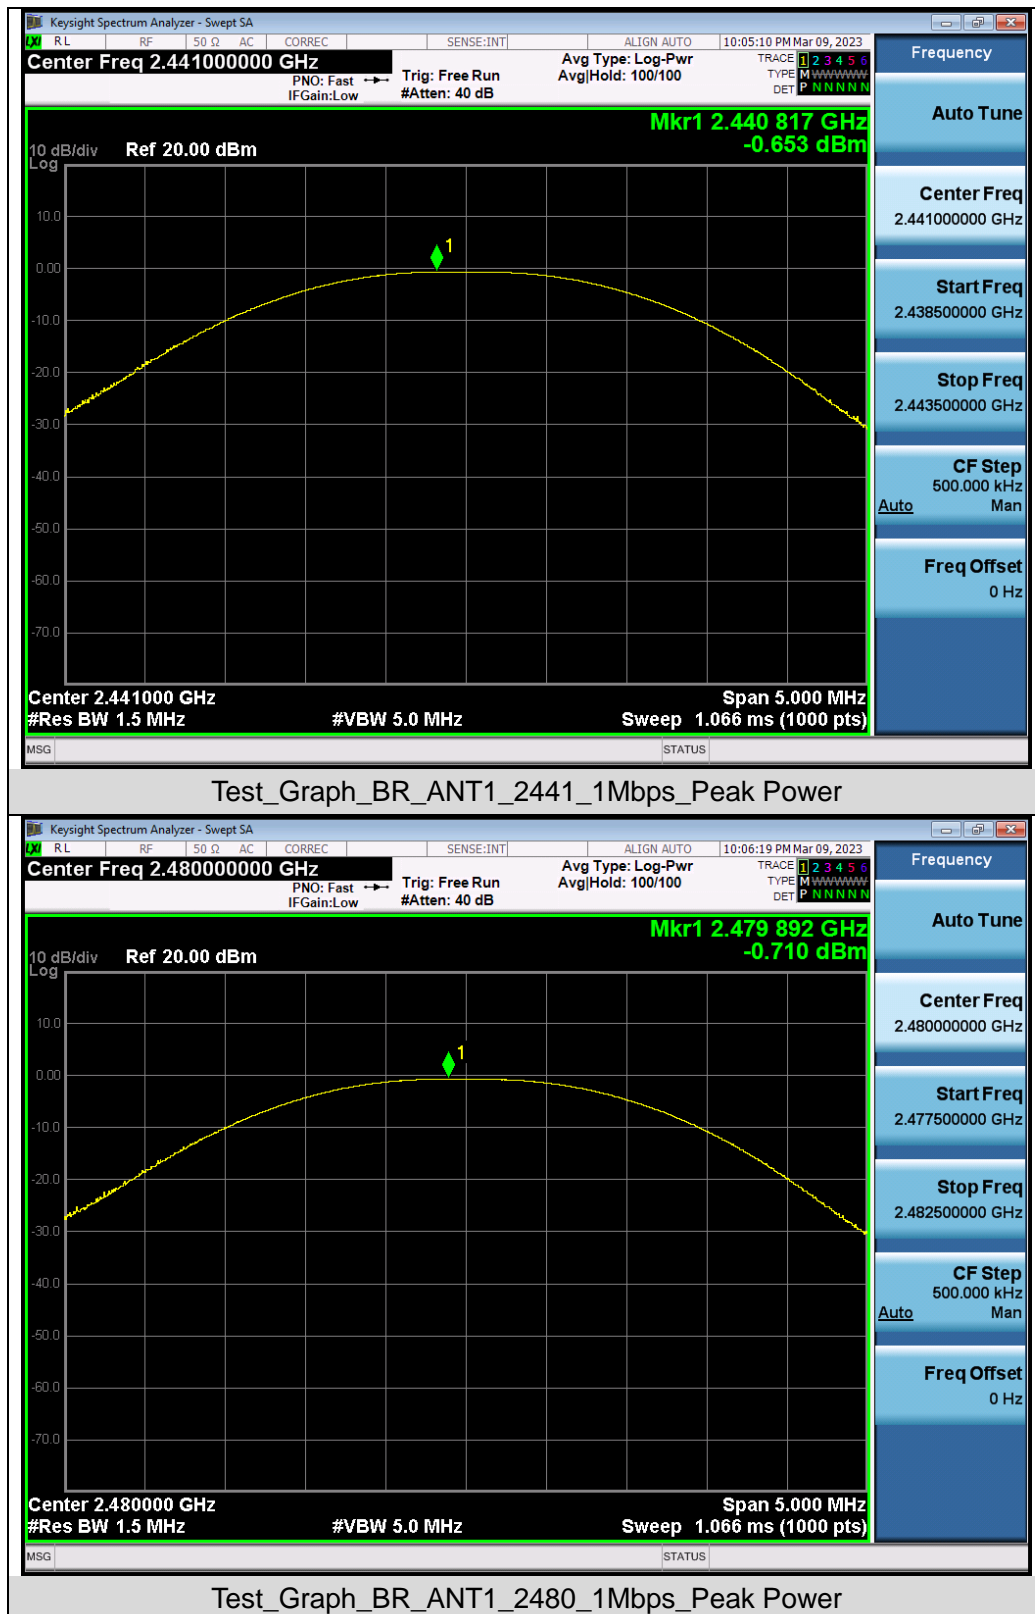 Keysight Spectrum Analyzer - Swept SA
LXI RL RF 50 Ω AC CORREC SENSE:INT ALIGN AUTO 10:05:10 PM Mar 09, 2023
Center Freq 2.441000000 GHz
PNO: Fast
IFGain:Low
Trig: Free Run
#Atten: 40 dB
Avg Type: Log-Pwr
Avg|Hold: 100/100
TRACE 1 2 3 4 5 6
TYPE M WWWWW
DET P N N N N N
Mkr1 2.440 817 GHz
-0.653 dBm
10 dB/div Ref 20.00 dBm
Log
10.0
1
0.00
-10.0
-20.0
-30.0
-40.0
-50.0
-60.0
-70.0
Center 2.441000 GHz Span 5.000 MHz
#Res BW 1.5 MHz #VBW 5.0 MHz Sweep 1.066 ms (1000 pts)
MSG STATUS
Frequency
Auto Tune
Center Freq
2.441000000 GHz
Start Freq
2.438500000 GHz
Stop Freq
2.443500000 GHz
CF Step
500.000 kHz
Auto Man
Freq Offset
0 Hz
Test_Graph_BR_ANT1_2441_1Mbps_Peak Power
Keysight Spectrum Analyzer - Swept SA
LXI RL RF 50 Ω AC CORREC SENSE:INT ALIGN AUTO 10:06:19 PM Mar 09, 2023
Center Freq 2.480000000 GHz
PNO: Fast
IFGain:Low
Trig: Free Run
#Atten: 40 dB
Avg Type: Log-Pwr
Avg|Hold: 100/100
TRACE 1 2 3 4 5 6
TYPE M WWWWW
DET P N N N N N
Mkr1 2.479 892 GHz
-0.710 dBm
10 dB/div Ref 20.00 dBm
Log
10.0
1
0.00
-10.0
-20.0
-30.0
-40.0
-50.0
-60.0
-70.0
Center 2.480000 GHz Span 5.000 MHz
#Res BW 1.5 MHz #VBW 5.0 MHz Sweep 1.066 ms (1000 pts)
MSG STATUS
Frequency
Auto Tune
Center Freq
2.480000000 GHz
Start Freq
2.477500000 GHz
Stop Freq
2.482500000 GHz
CF Step
500.000 kHz
Auto Man
Freq Offset
0 Hz
Test_Graph_BR_ANT1_2480_1Mbps_Peak Power